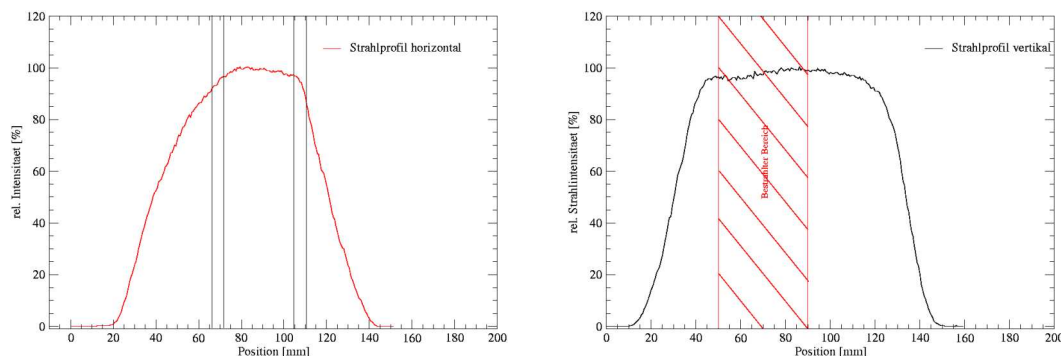 120
100
80
60
40
20
0
rel. Intensitaet [%]
Strahlprofil horizontal
0 20 40 60 80 100 120 140 160 180 200
Position [mm]
120
100
80
60
40
20
0
rel. Strahlintensitaet [%]
Strahlprofil vertikal
Bestrahlter Bereich
0 20 40 60 80 100 120 140 160 180 200
Position [mm]